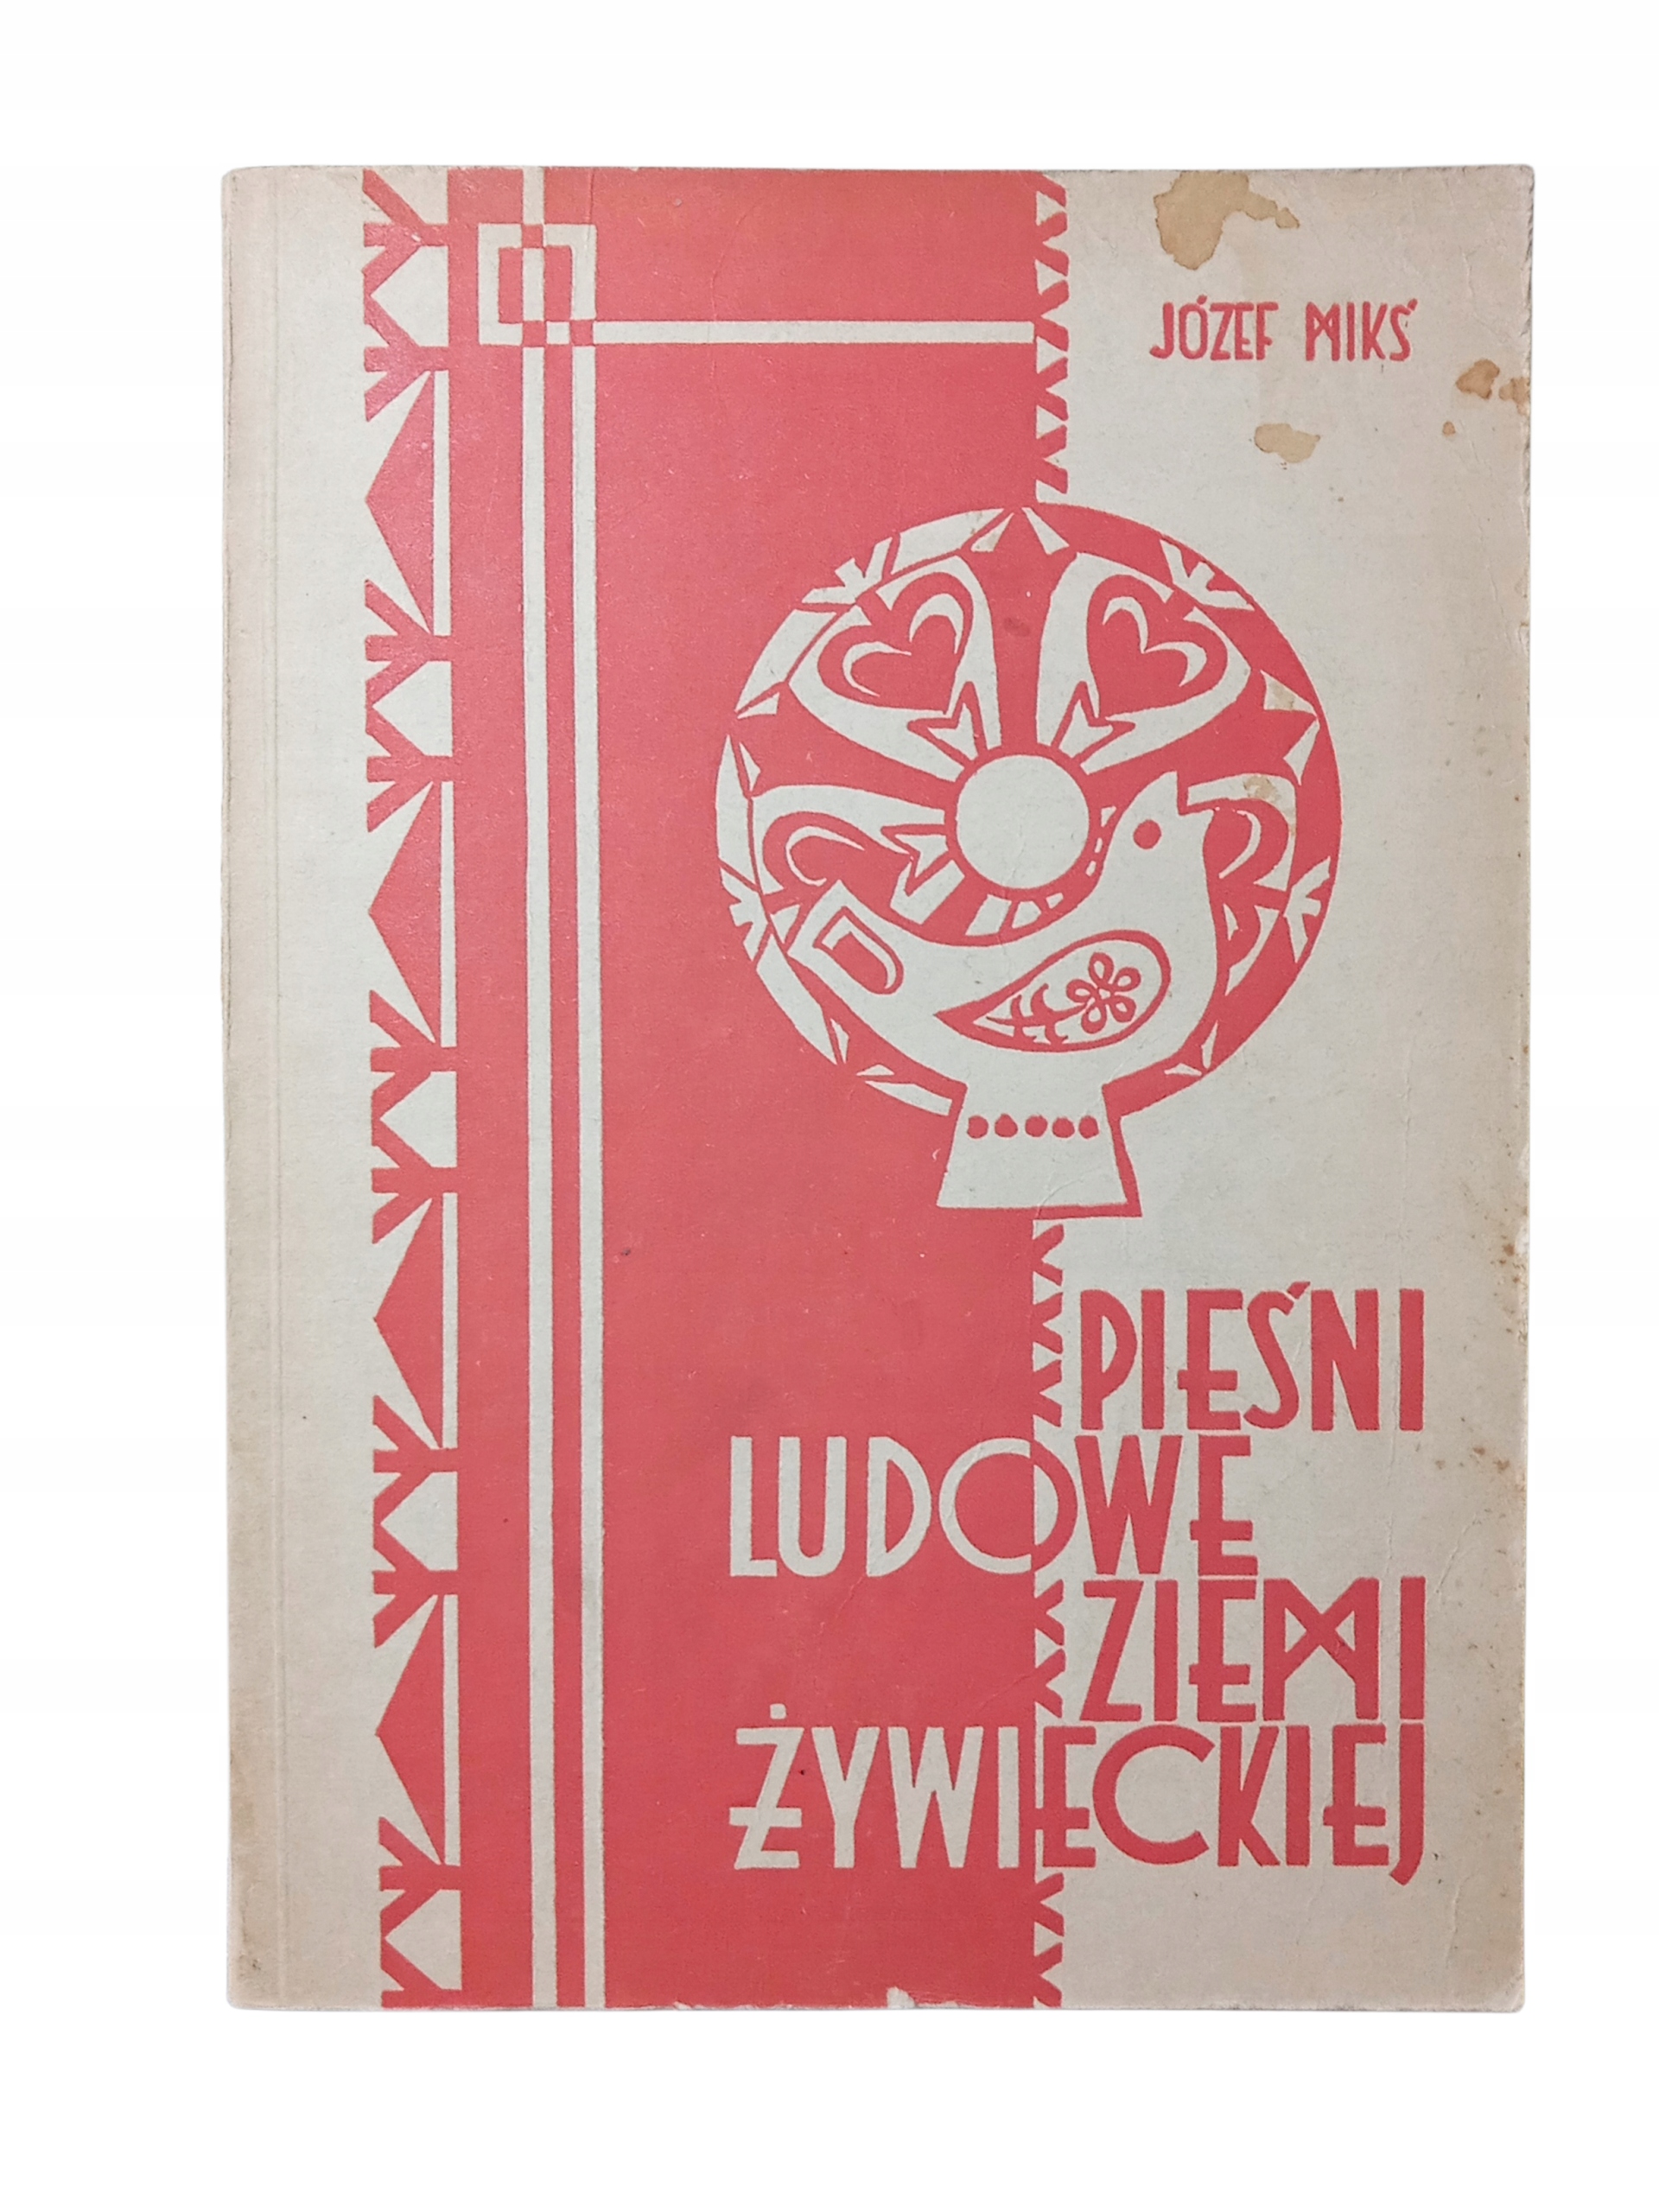 JÓZEF MIKŚ
PIEŚNI
LUDOWE
ZIEMI
ŻYWIECKIEJ